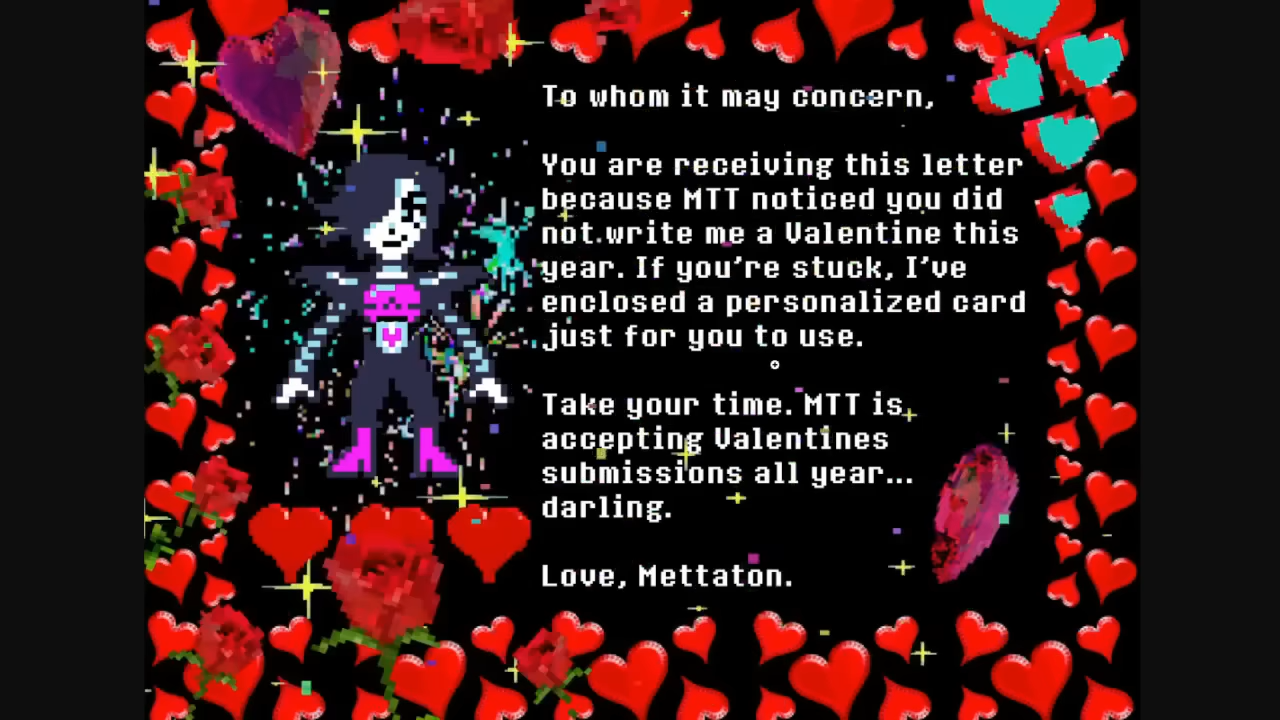 To whom it may concern,
You are receiving this letter
because MTT noticed you did
not write me a Valentine this
year. If you're stuck, I've
enclosed a personalized card
just for you to use.
Take your time. MTT is
accepting Valentines
submissions all year...
darling.
Love, Mettaton.